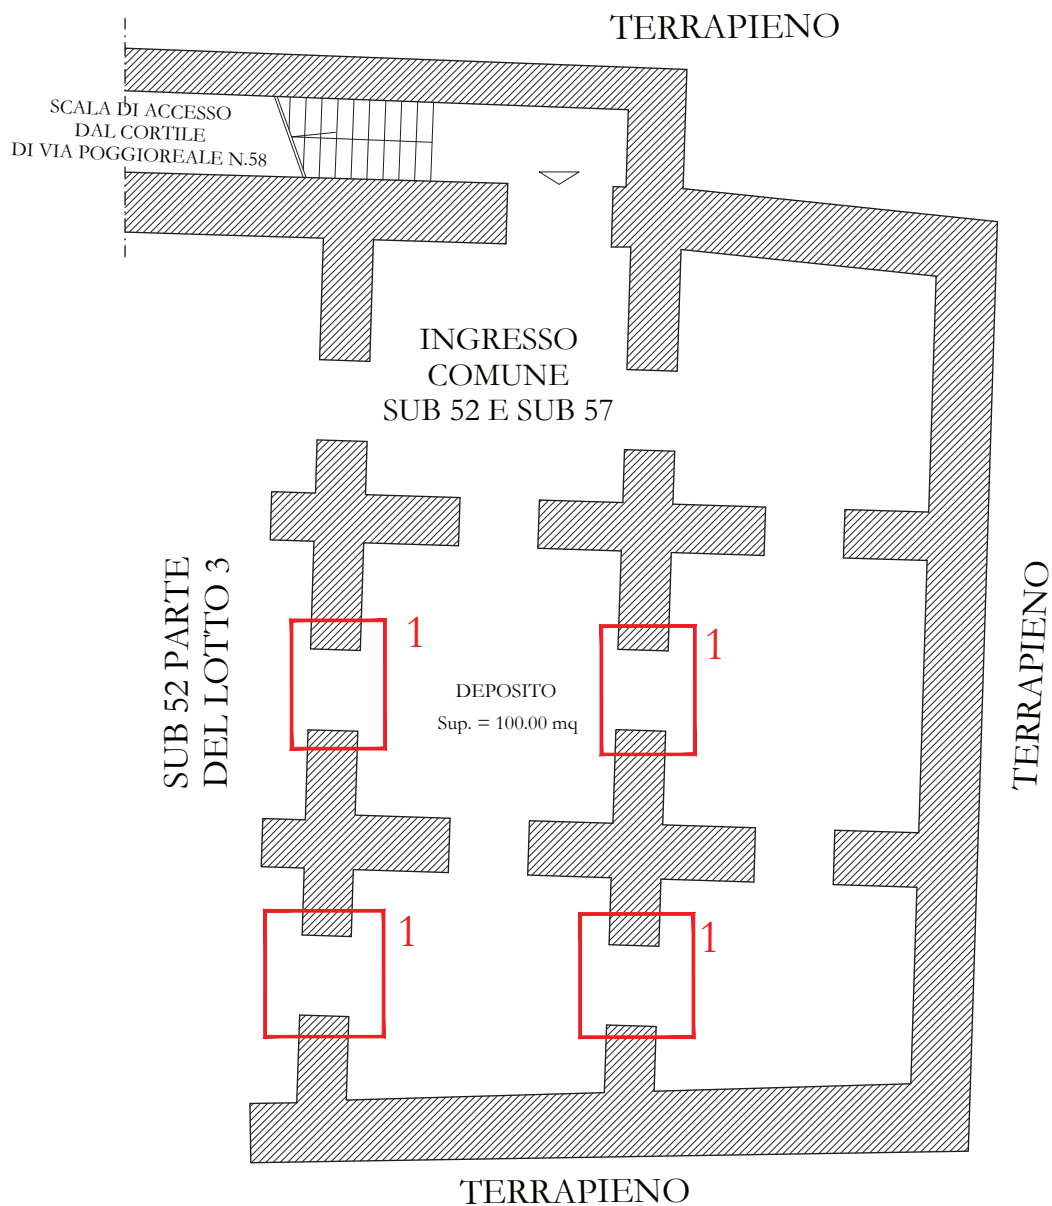 TERRAPIENO
SCALA DI ACCESSO
DAL CORTILE
DI VIA POGGIOREALE N.58
INGRESSO
COMUNE
SUB 52 E SUB 57
SUB 52 PARTE
DEL LOTTO 3
1
1
DEPOSITO
Sup. = 100.00 mq
TERRAPIENO
1
1
TERRAPIENO